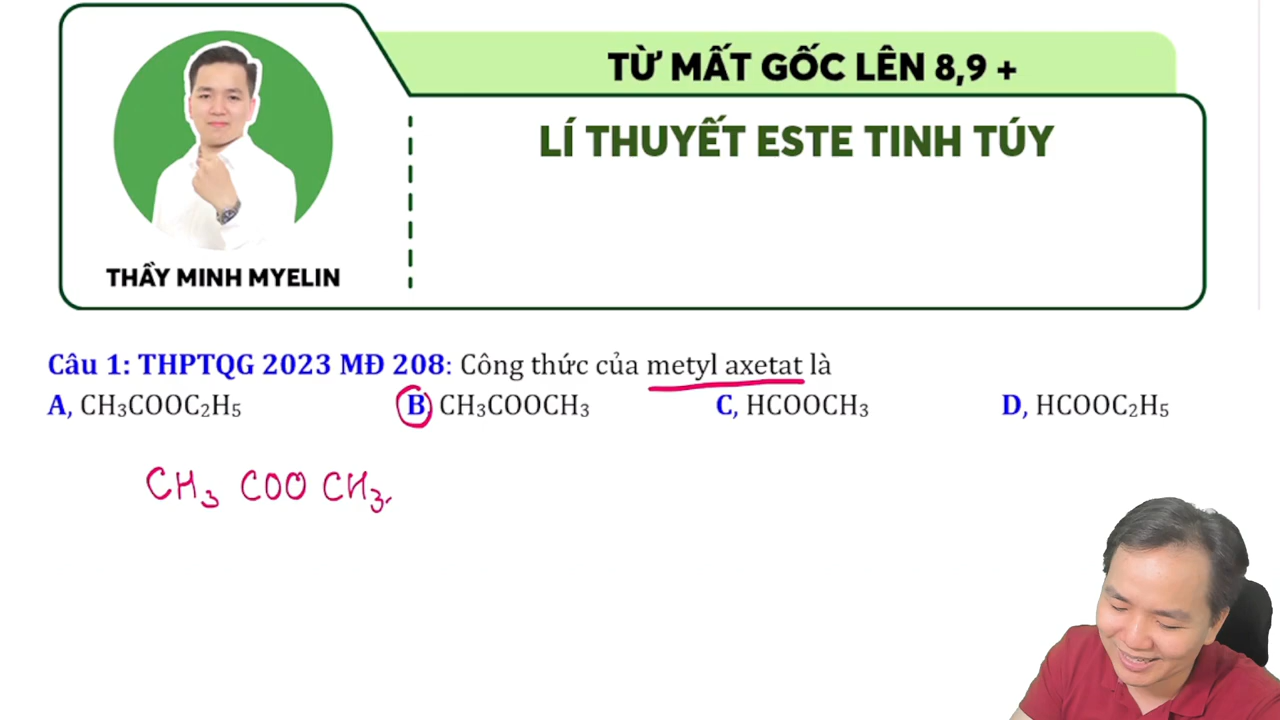 TỪ MẤT GỐC LÊN 8,9 +
LÍ THUYẾT ESTE TINH TÚY
THẦY MINH MYELIN
Câu 1: THPTQG 2023 MĐ 208: Công thức của metyl axetat là
A, CH₃COOC₂H₅ B, CH₃COOCH₃ C, HCOOCH₃ D, HCOOC₂H₅
CH₃ COO CH₃.